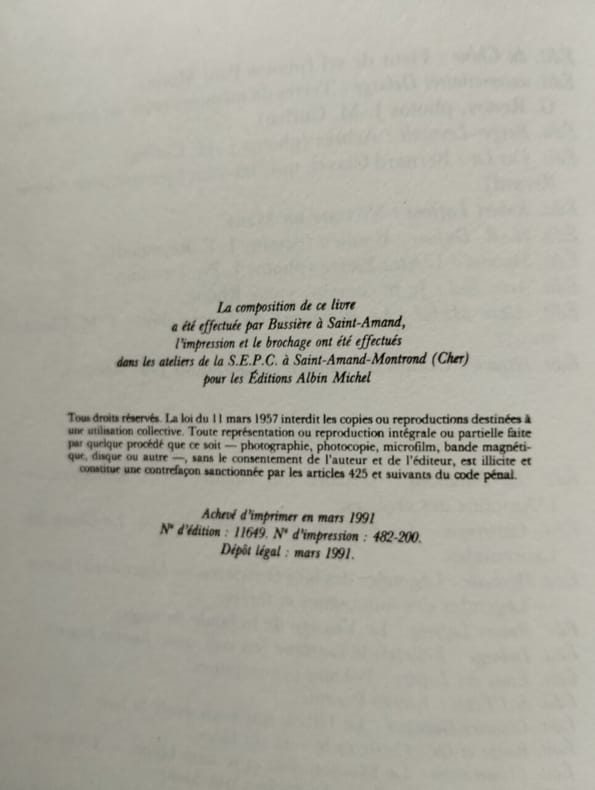 La composition de ce livre
a été effectuée par Bussière à Saint-Amand,
l'impression et le brochage ont été effectués
dans les ateliers de la S.E.P.C. à Saint-Amand-Montrond (Cher)
pour les Éditions Albin Michel
Tous droits réservés. La loi du 11 mars 1957 interdit les copies ou reproductions destinées à
une utilisation collective. Toute représentation ou reproduction intégrale ou partielle faite
par quelque procédé que ce soit — photographie, photocopie, microfilm, bande magnéti-
que, disque ou autre —, sans le consentement de l'auteur et de l'éditeur, est illicite et
constitue une contrefaçon sanctionnée par les articles 425 et suivants du code pénal.
Achevé d'imprimer en mars 1991
N° d'édition : 11649. N° d'impression : 482-200.
Dépôt légal : mars 1991.